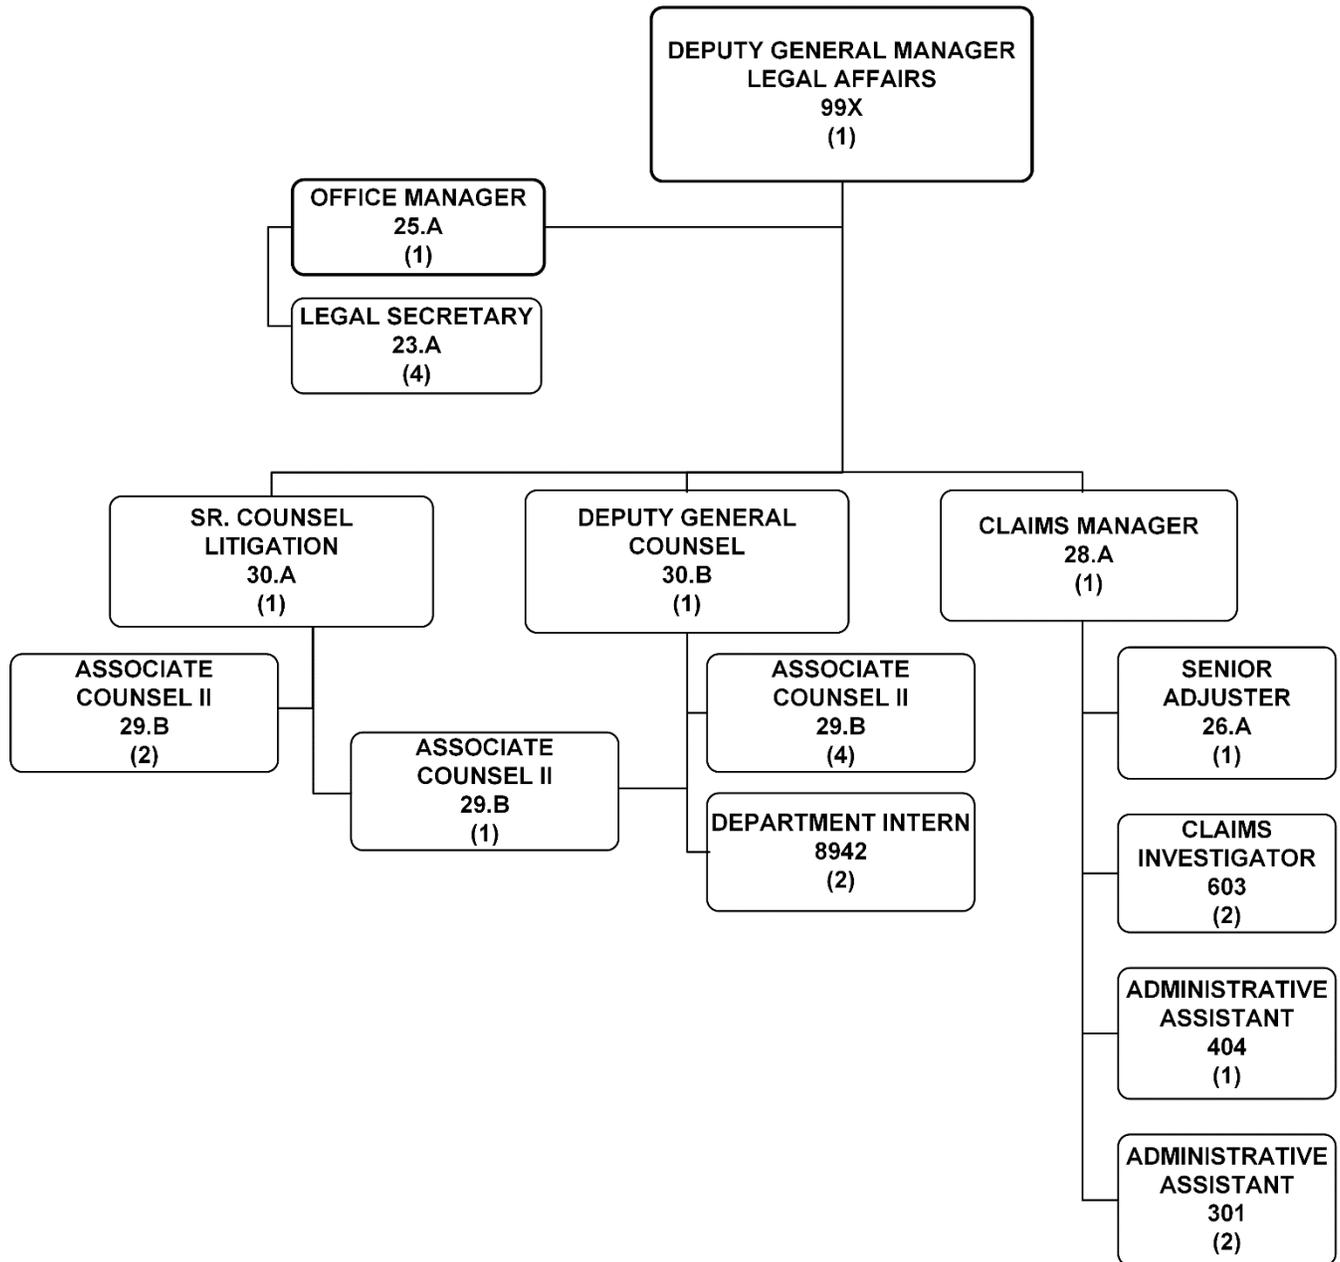 DEPUTY GENERAL MANAGER
LEGAL AFFAIRS
99X
(1)
OFFICE MANAGER
25.A
(1)
LEGAL SECRETARY
23.A
(4)
SR. COUNSEL
LITIGATION
30.A
(1)
DEPUTY GENERAL
COUNSEL
30.B
(1)
CLAIMS MANAGER
28.A
(1)
ASSOCIATE
COUNSEL II
29.B
(2)
ASSOCIATE
COUNSEL II
29.B
(1)
ASSOCIATE
COUNSEL II
29.B
(4)
DEPARTMENT INTERN
8942
(2)
SENIOR
ADJUSTER
26.A
(1)
CLAIMS
INVESTIGATOR
603
(2)
ADMINISTRATIVE
ASSISTANT
404
(1)
ADMINISTRATIVE
ASSISTANT
301
(2)